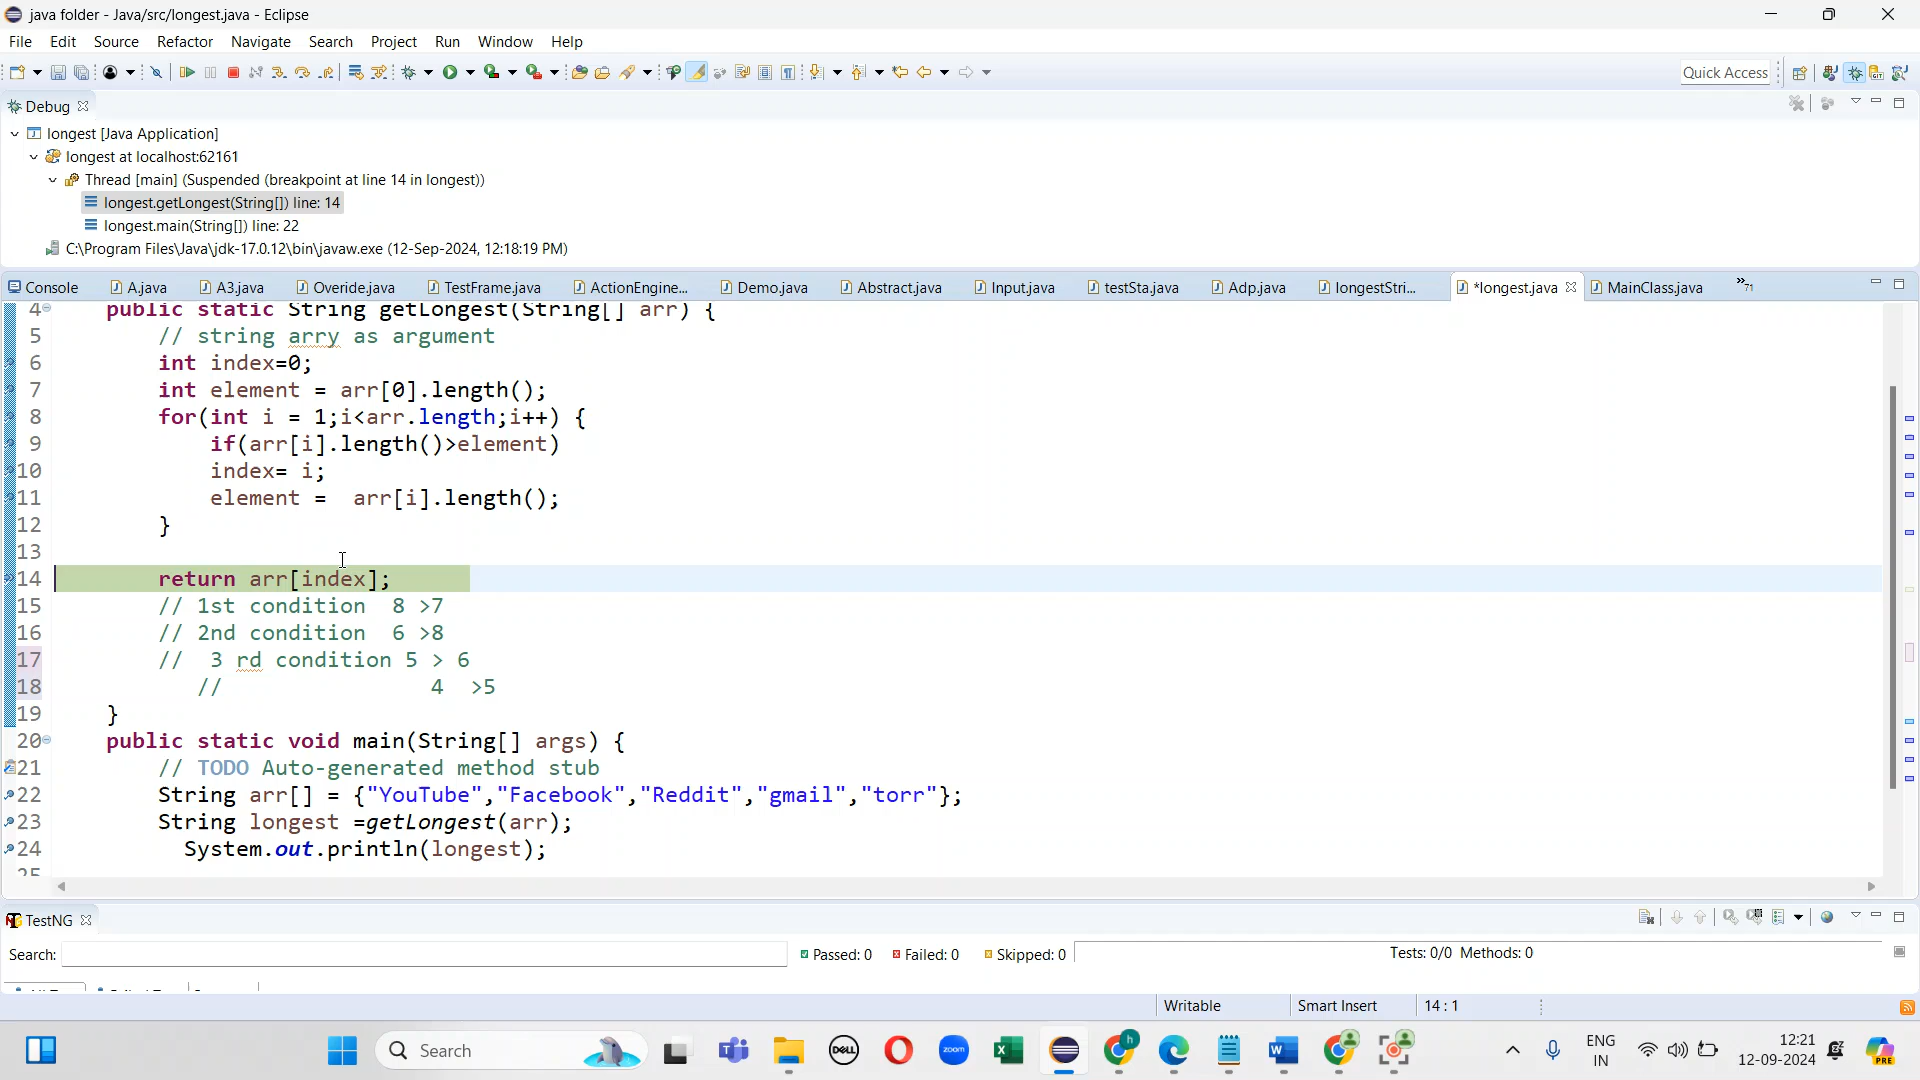 java folder - Java/src/longest.java - Eclipse
File Edit Source Refactor Navigate Search Project Run Window Help
Quick Access
Debug
longest [Java Application]
longest at localhost:62161
Thread [main] (Suspended (breakpoint at line 14 in longest))
longest.getLongest(String[]) line: 14
longest.main(String[]) line: 22
C:\Program Files\Java\jdk-17.0.12\bin\javaw.exe (12-Sep-2024, 12:18:19 PM)
Console A.java A3.java Overide.java TestFrame.java ActionEngine... Demo.java Abstract.java Input.java testSta.java Adp.java longestStri... *longest.java MainClass.java »71
4 public static String getLongest(String[] arr) {
5 // string arry as argument
6 int index=0;
7 int element = arr[0].length();
8 for(int i = 1;i<arr.length;i++) {
9 if(arr[i].length()>element)
10 index= i;
11 element = arr[i].length();
12 }
13
14 return arr[index];
15 // 1st condition 8 >7
16 // 2nd condition 6 >8
17 // 3 rd condition 5 > 6
18 // 4 >5
19 }
20 public static void main(String[] args) {
21 // TODO Auto-generated method stub
22 String arr[] = {"YouTube","Facebook","Reddit","gmail","torr"};
23 String longest =getLongest(arr);
24 System.out.println(longest);
25
TestNG
Search: Passed: 0 Failed: 0 Skipped: 0 Tests: 0/0 Methods: 0
Writable Smart Insert 14 : 1
Search DELL zoom h ENG 12:21
IN 12-09-2024 PRE